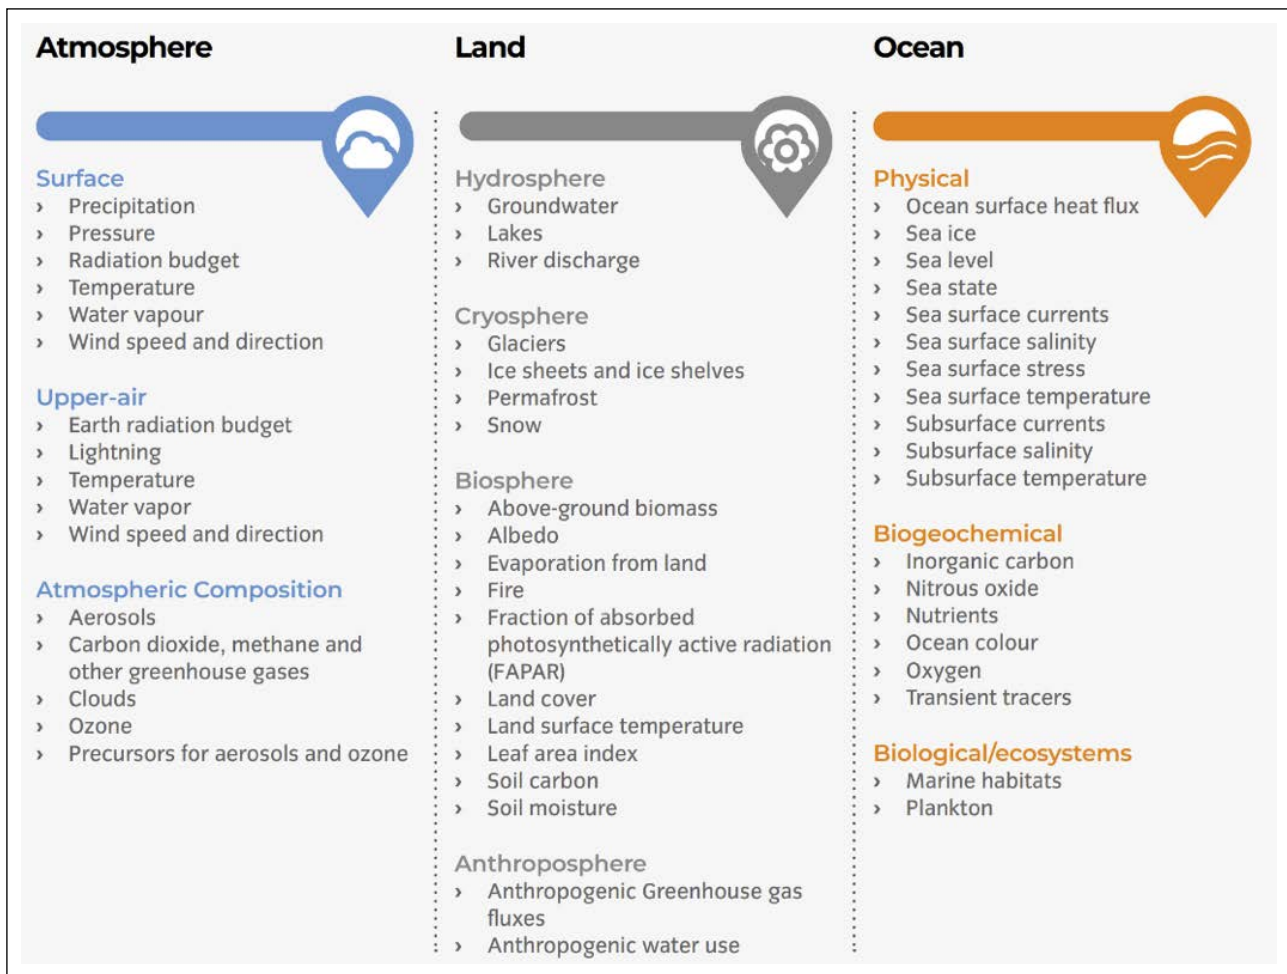 Atmosphere
Surface
› Precipitation
› Pressure
› Radiation budget
› Temperature
› Water vapour
› Wind speed and direction
Upper-air
› Earth radiation budget
› Lightning
› Temperature
› Water vapor
› Wind speed and direction
Atmospheric Composition
› Aerosols
› Carbon dioxide, methane and
other greenhouse gases
› Clouds
› Ozone
› Precursors for aerosols and ozone
Land
Hydrosphere
› Groundwater
› Lakes
› River discharge
Cryosphere
› Glaciers
› Ice sheets and ice shelves
› Permafrost
› Snow
Biosphere
› Above-ground biomass
› Albedo
› Evaporation from land
› Fire
› Fraction of absorbed
photosynthetically active radiation
(FAPAR)
› Land cover
› Land surface temperature
› Leaf area index
› Soil carbon
› Soil moisture
Anthroposphere
› Anthropogenic Greenhouse gas
fluxes
› Anthropogenic water use
Ocean
Physical
› Ocean surface heat flux
› Sea ice
› Sea level
› Sea state
› Sea surface currents
› Sea surface salinity
› Sea surface stress
› Sea surface temperature
› Subsurface currents
› Subsurface salinity
› Subsurface temperature
Biogeochemical
› Inorganic carbon
› Nitrous oxide
› Nutrients
› Ocean colour
› Oxygen
› Transient tracers
Biological/ecosystems
› Marine habitats
› Plankton